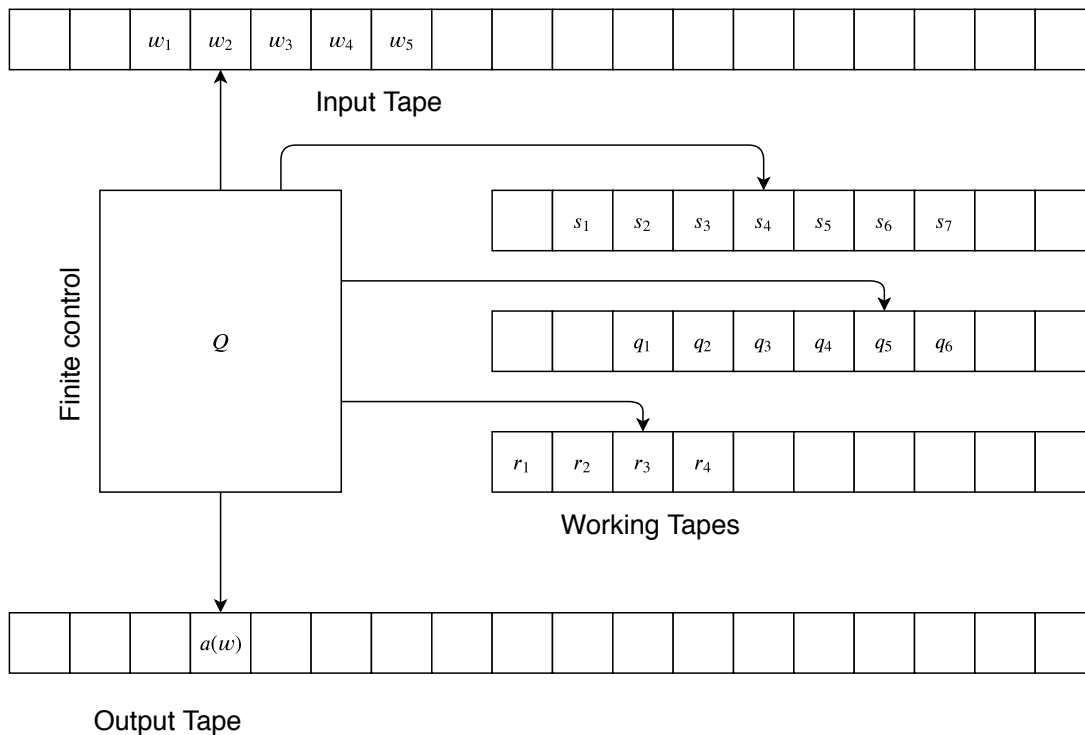 w₁ w₂ w₃ w₄ w₅
Input Tape
s₁ s₂ s₃ s₄ s₅ s₆ s₇
Finite control
Q
q₁ q₂ q₃ q₄ q₅ q₆
r₁ r₂ r₃ r₄
Working Tapes
a(w)
Output Tape